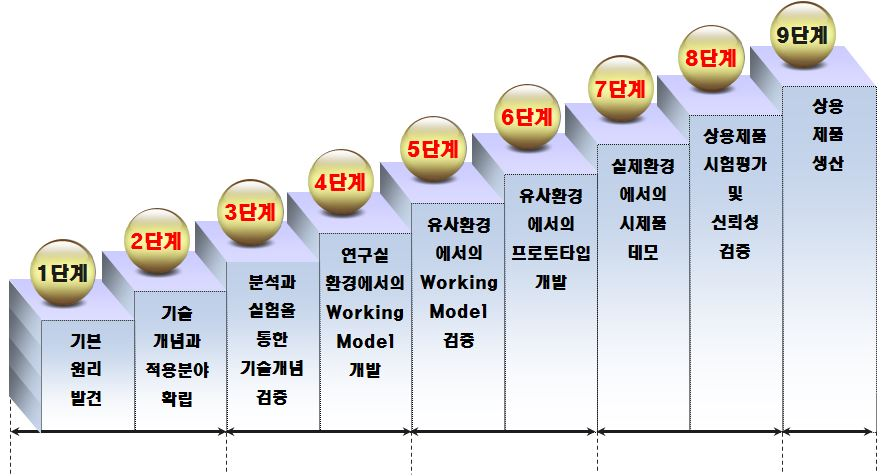 1단계
기본
원리
발견
2단계
기술
개념과
적용분야
확립
3단계
분석과
실험을
통한
기술개념
검증
4단계
연구실
환경에서의
Working
Model
개발
5단계
유사환경
에서의
Working
Model
검증
6단계
유사환경
에서의
프로토타입
개발
7단계
실제환경
에서의
시제품
데모
8단계
상용제품
시험평가
및
신뢰성
검증
9단계
상용
제품
생산